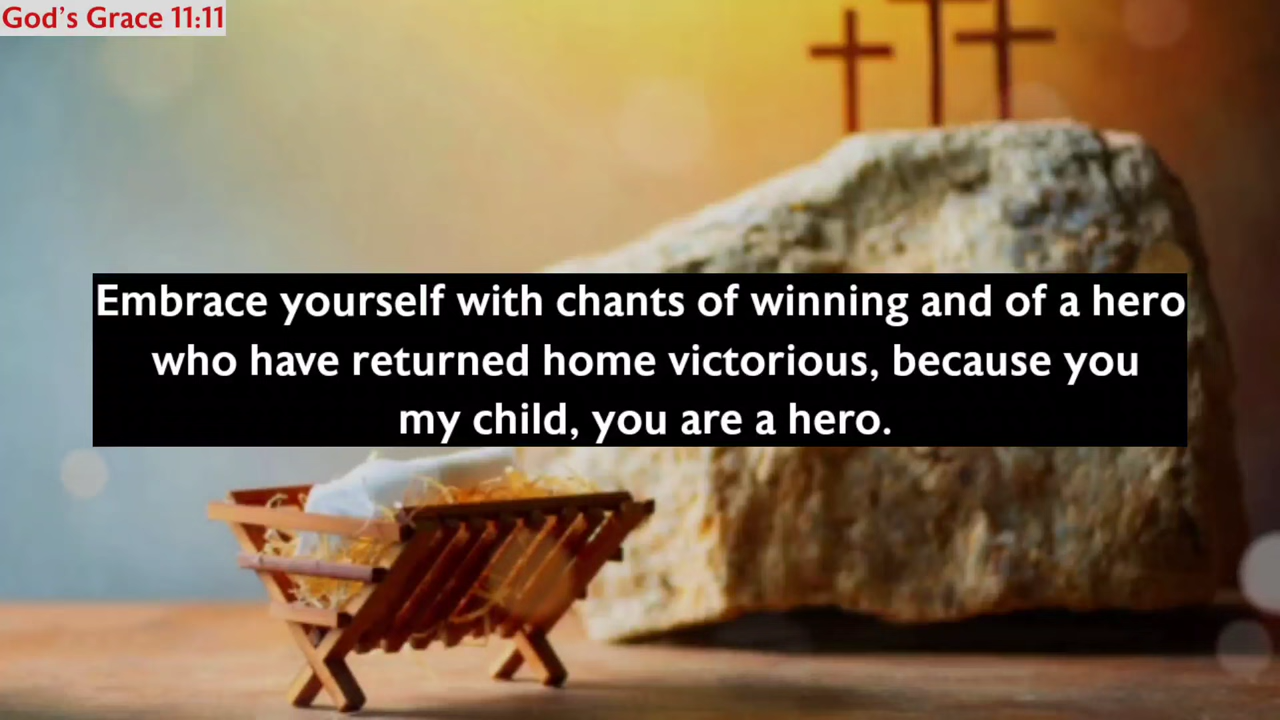 God's Grace 11:11
Embrace yourself with chants of winning and of a hero
who have returned home victorious, because you
my child, you are a hero.